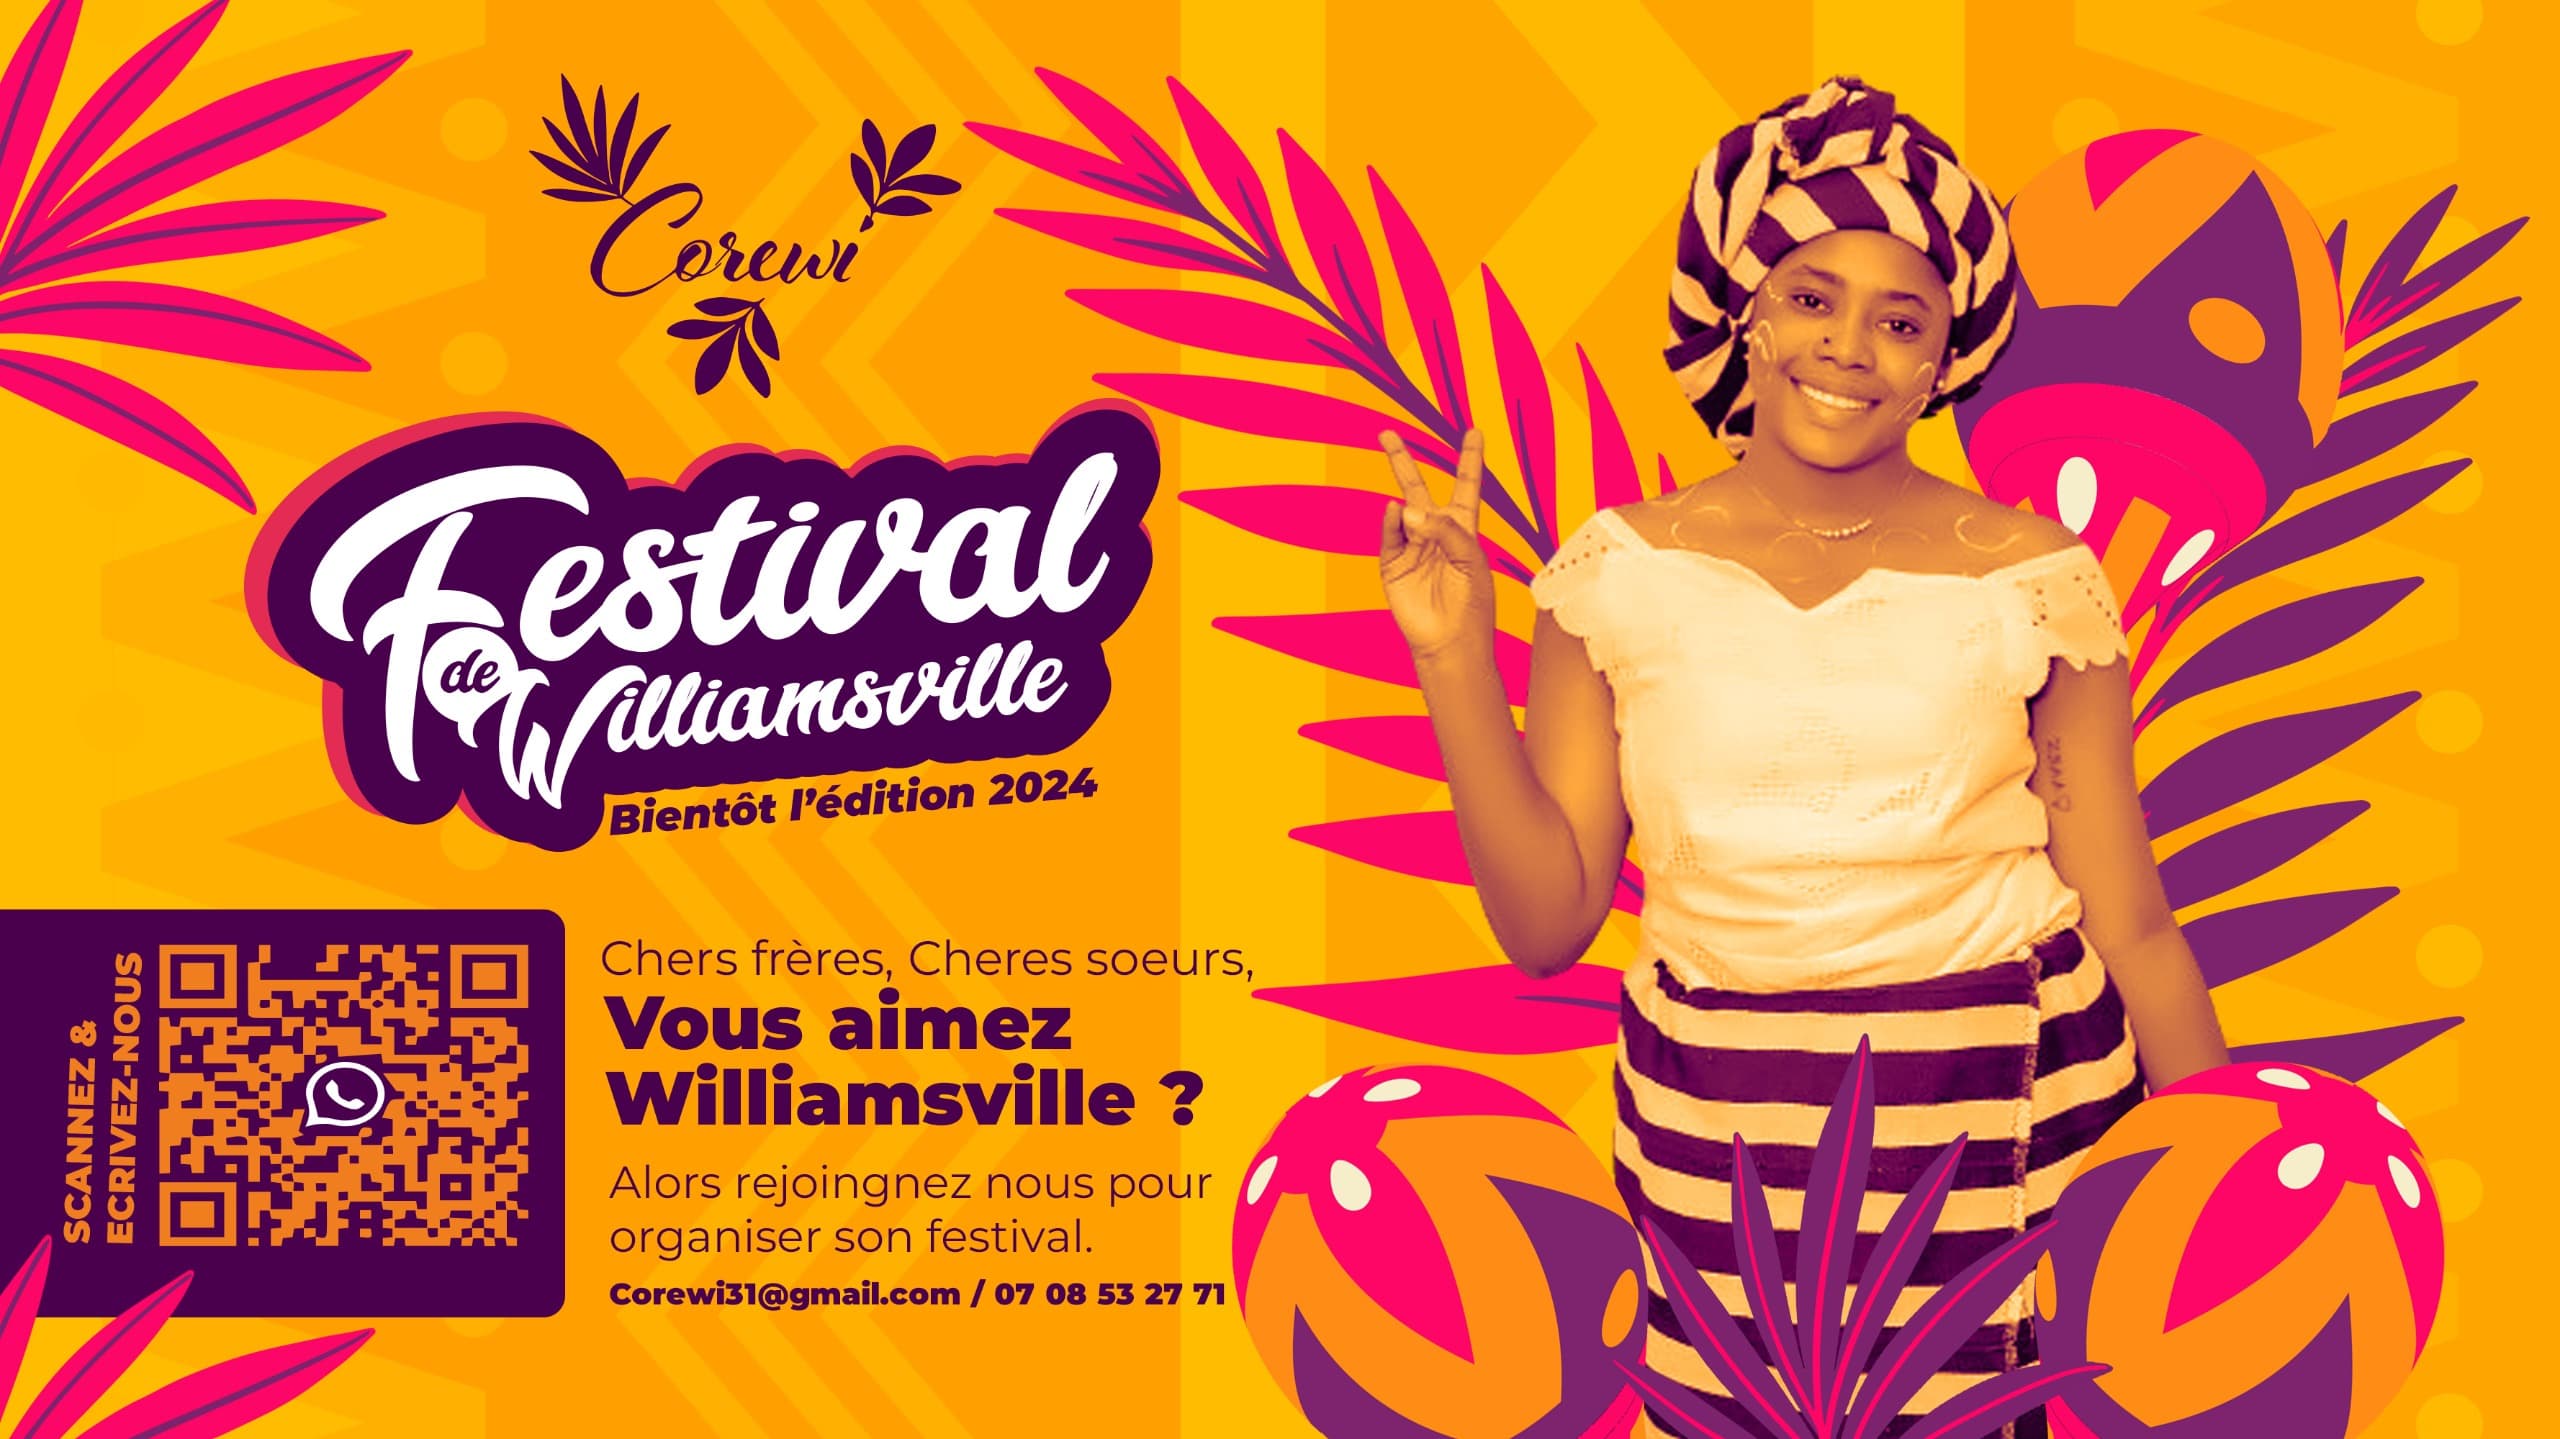 Corewi
Festival
de Williamsville
Bientôt l'édition 2024
SCANNEZ &
ECRIVEZ-NOUS
Chers frères, Cheres soeurs,
Vous aimez
Williamsville ?
Alors rejoingnez nous pour
organiser son festival.
Corewi31@gmail.com / 07 08 53 27 71